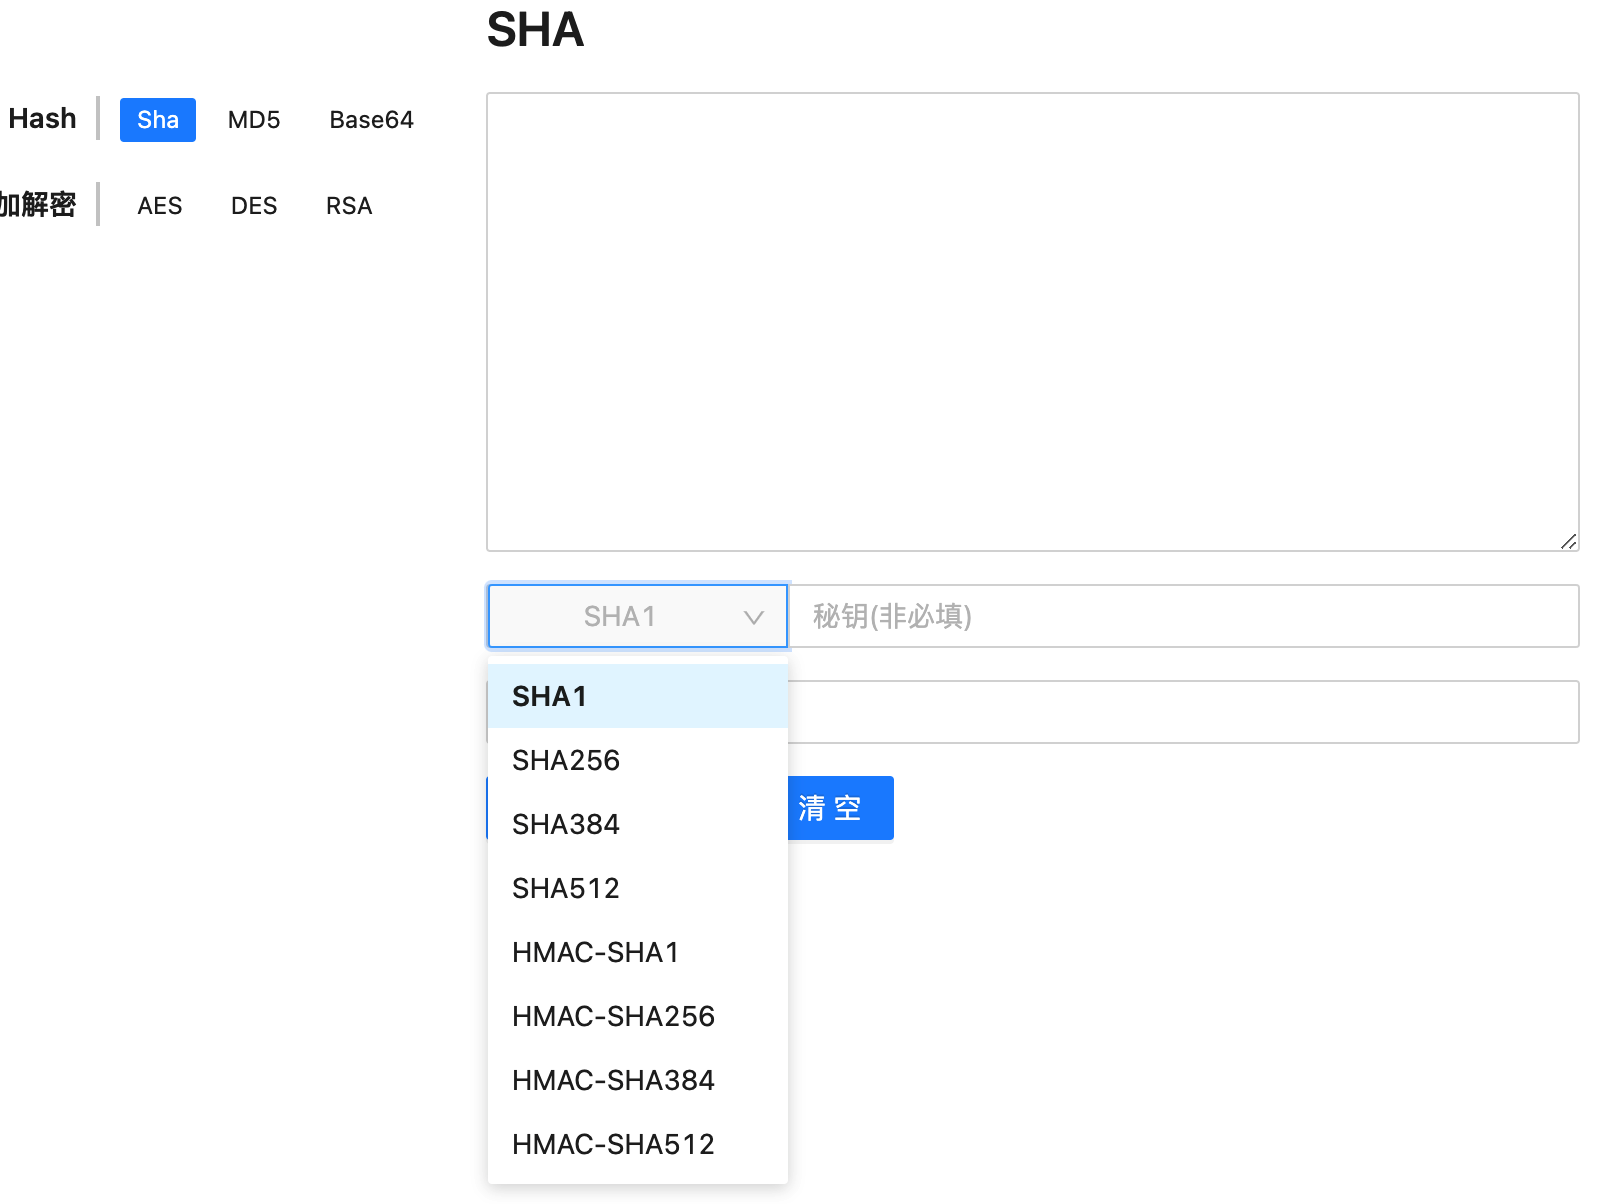 SHA
Hash
Sha
MD5
Base64
加解密
AES
DES
RSA
SHA1
秘钥(非必填)
SHA1
SHA256
SHA384
SHA512
HMAC-SHA1
HMAC-SHA256
HMAC-SHA384
HMAC-SHA512
清 空